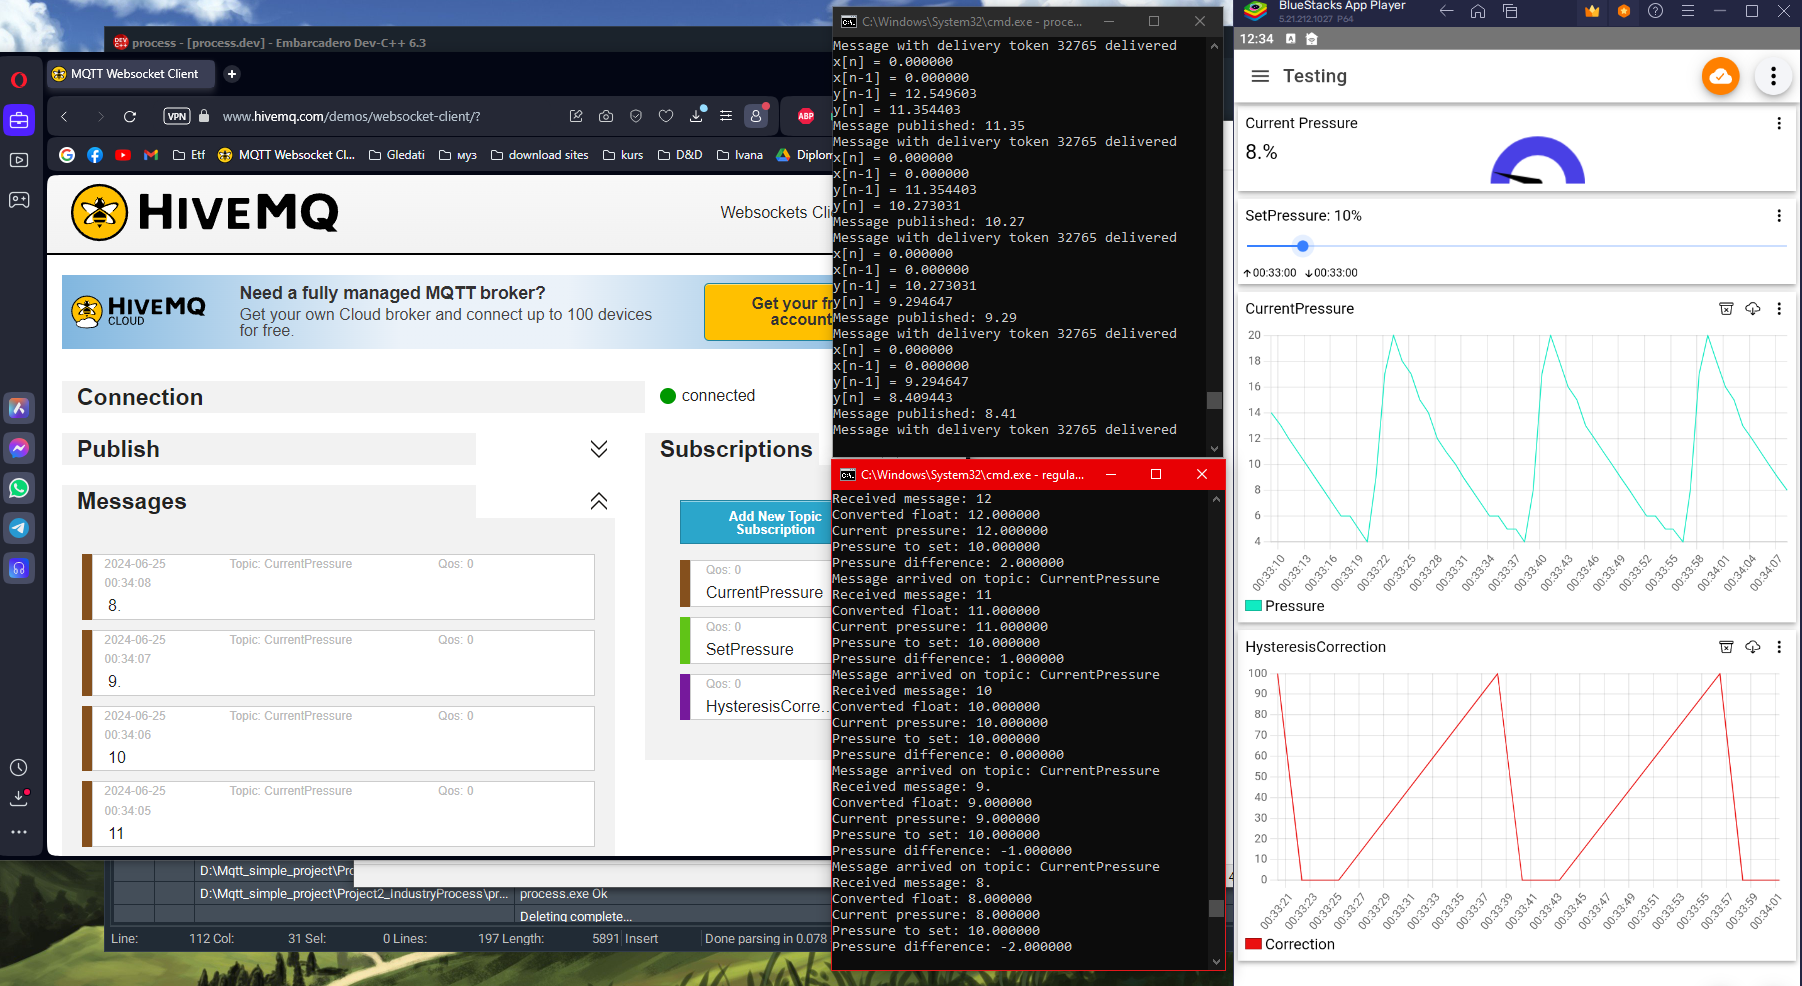 process - [process.dev] - Embarcadero Dev-C++ 6.3
MQTT Websocket Client
VPN
www.hivemq.com/demos/websocket-client/?
ABP
Etf
MQTT Websocket Cl...
Gledati
муз
download sites
kurs
D&D
Ivana
Diplom
HIVEMQ
Websockets Cli
HIVEMQ
CLOUD
Need a fully managed MQTT broker?
Get your own Cloud broker and connect up to 100 devices
for free.
Get your fr
account
Connection
connected
Publish
Subscriptions
Messages
Add New Topic
Subscription
2024-06-25
00:34:08
Topic: CurrentPressure
Qos: 0
8.
2024-06-25
00:34:07
Topic: CurrentPressure
Qos: 0
9.
2024-06-25
00:34:06
Topic: CurrentPressure
Qos: 0
10
2024-06-25
00:34:05
Topic: CurrentPressure
Qos: 0
11
Qos: 0
CurrentPressure
Qos: 0
SetPressure
Qos: 0
HysteresisCorre...
D:\Mqtt_simple_project\Pro
D:\Mqtt_simple_project\Project2_IndustryProcess\pr...
process.exe Ok
Deleting complete...
Line: 112 Col: 31 Sel: 0 Lines: 197 Length: 5891 Insert Done parsing in 0.078
C:\Windows\System32\cmd.exe - proce...
Message with delivery token 32765 delivered
x[n] = 0.000000
x[n-1] = 0.000000
y[n-1] = 12.549603
y[n] = 11.354403
Message published: 11.35
Message with delivery token 32765 delivered
x[n] = 0.000000
x[n-1] = 0.000000
y[n-1] = 11.354403
y[n] = 10.273031
Message published: 10.27
Message with delivery token 32765 delivered
x[n] = 0.000000
x[n-1] = 0.000000
y[n-1] = 10.273031
y[n] = 9.294647
Message published: 9.29
Message with delivery token 32765 delivered
x[n] = 0.000000
x[n-1] = 0.000000
y[n-1] = 9.294647
y[n] = 8.409443
Message published: 8.41
Message with delivery token 32765 delivered
C:\Windows\System32\cmd.exe - regula...
Received message: 12
Converted float: 12.000000
Current pressure: 12.000000
Pressure to set: 10.000000
Pressure difference: 2.000000
Message arrived on topic: CurrentPressure
Received message: 11
Converted float: 11.000000
Current pressure: 11.000000
Pressure to set: 10.000000
Pressure difference: 1.000000
Message arrived on topic: CurrentPressure
Received message: 10
Converted float: 10.000000
Current pressure: 10.000000
Pressure to set: 10.000000
Pressure difference: 0.000000
Message arrived on topic: CurrentPressure
Received message: 9.
Converted float: 9.000000
Current pressure: 9.000000
Pressure to set: 10.000000
Pressure difference: -1.000000
Message arrived on topic: CurrentPressure
Received message: 8.
Converted float: 8.000000
Current pressure: 8.000000
Pressure to set: 10.000000
Pressure difference: -2.000000
BlueStacks App Player
5.21.212.1027 P64
12:34
Testing
Current Pressure
8.%
SetPressure: 10%
00:33:00 00:33:00
CurrentPressure
20
18
16
14
12
10
8
6
4
00:33:10 00:33:13 00:33:16 00:33:19 00:33:22 00:33:25 00:33:28 00:33:31 00:33:34 00:33:37 00:33:40 00:33:43 00:33:46 00:33:49 00:33:52 00:33:55 00:33:58 00:34:01 00:34:04 00:34:07
Pressure
HysteresisCorrection
100
90
80
70
60
50
40
30
20
10
0
00:33:21 00:33:23 00:33:25 00:33:27 00:33:29 00:33:31 00:33:33 00:33:35 00:33:37 00:33:39 00:33:41 00:33:43 00:33:45 00:33:47 00:33:49 00:33:51 00:33:53 00:33:55 00:33:57 00:33:59 00:34:01
Correction